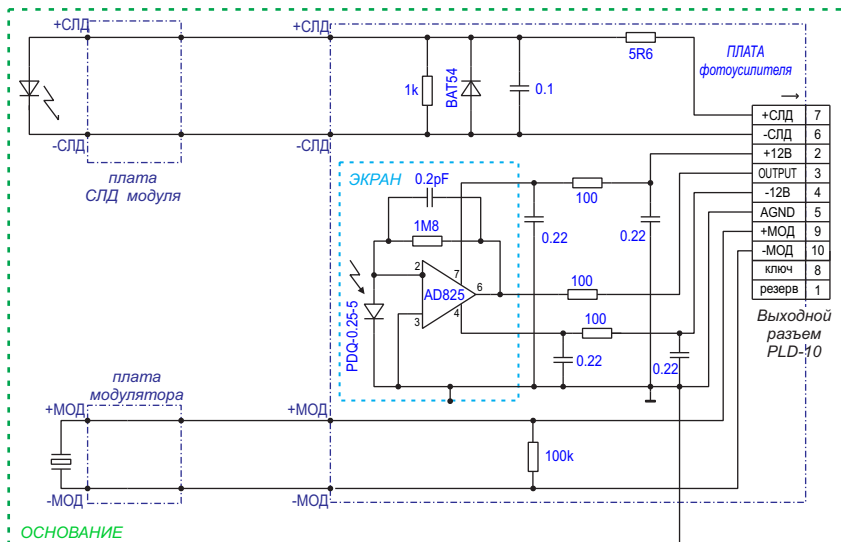 +СЛД
+СЛД
5R6
ПЛАТА
фотоусилителя
1k
BAT54
0.1
-СЛД
-СЛД
плата
СЛД модуля
+СЛД 7
-СЛД 6
+12В 2
OUTPUT 3
-12В 4
AGND 5
+МОД 9
-МОД 10
ключ 8
резерв 1
Выходной
разъем
PLD-10
ЭКРАН
0.2pF
1M8
100
0.22
0.22
2
7
AD825
6
3
4
PDQ-0.25-5
100
100
0.22
0.22
плата
модулятора
+МОД
+МОД
100k
-МОД
-МОД
ОСНОВАНИЕ